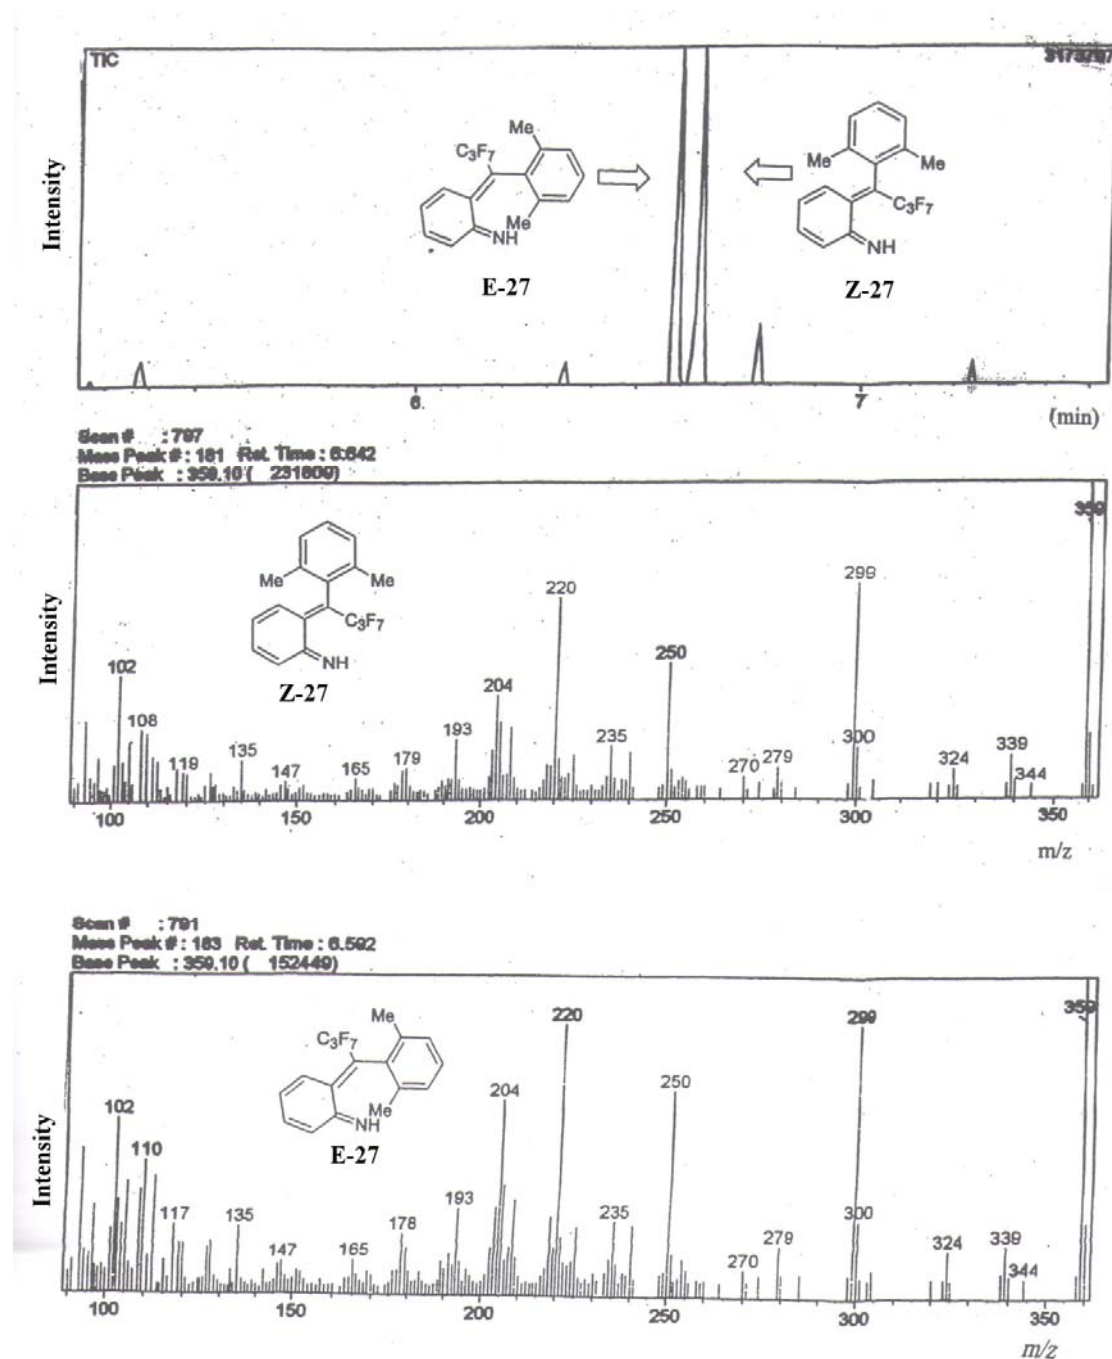 TIC
3173797
Me
C3F7
Me
NH
E-27
Me
Me
C3F7
NH
Z-27
Intensity
6
7
(min)
Scan # : 797
Mass Peak # : 181 Ret. Time : 6.642
Base Peak : 359.10 ( 231809)
359
Me
Me
C3F7
NH
Z-27
Intensity
102
108
119
135
147
165
179
193
204
220
235
250
270
279
299
300
324
339
344
100
150
200
250
300
350
m/z
Scan # : 791
Mass Peak # : 183 Ret. Time : 6.592
Base Peak : 359.10 ( 152449)
359
C3F7
Me
Me
NH
E-27
Intensity
102
110
117
135
147
165
178
193
204
220
235
250
270
279
299
300
324
339
344
100
150
200
250
300
350
m/z